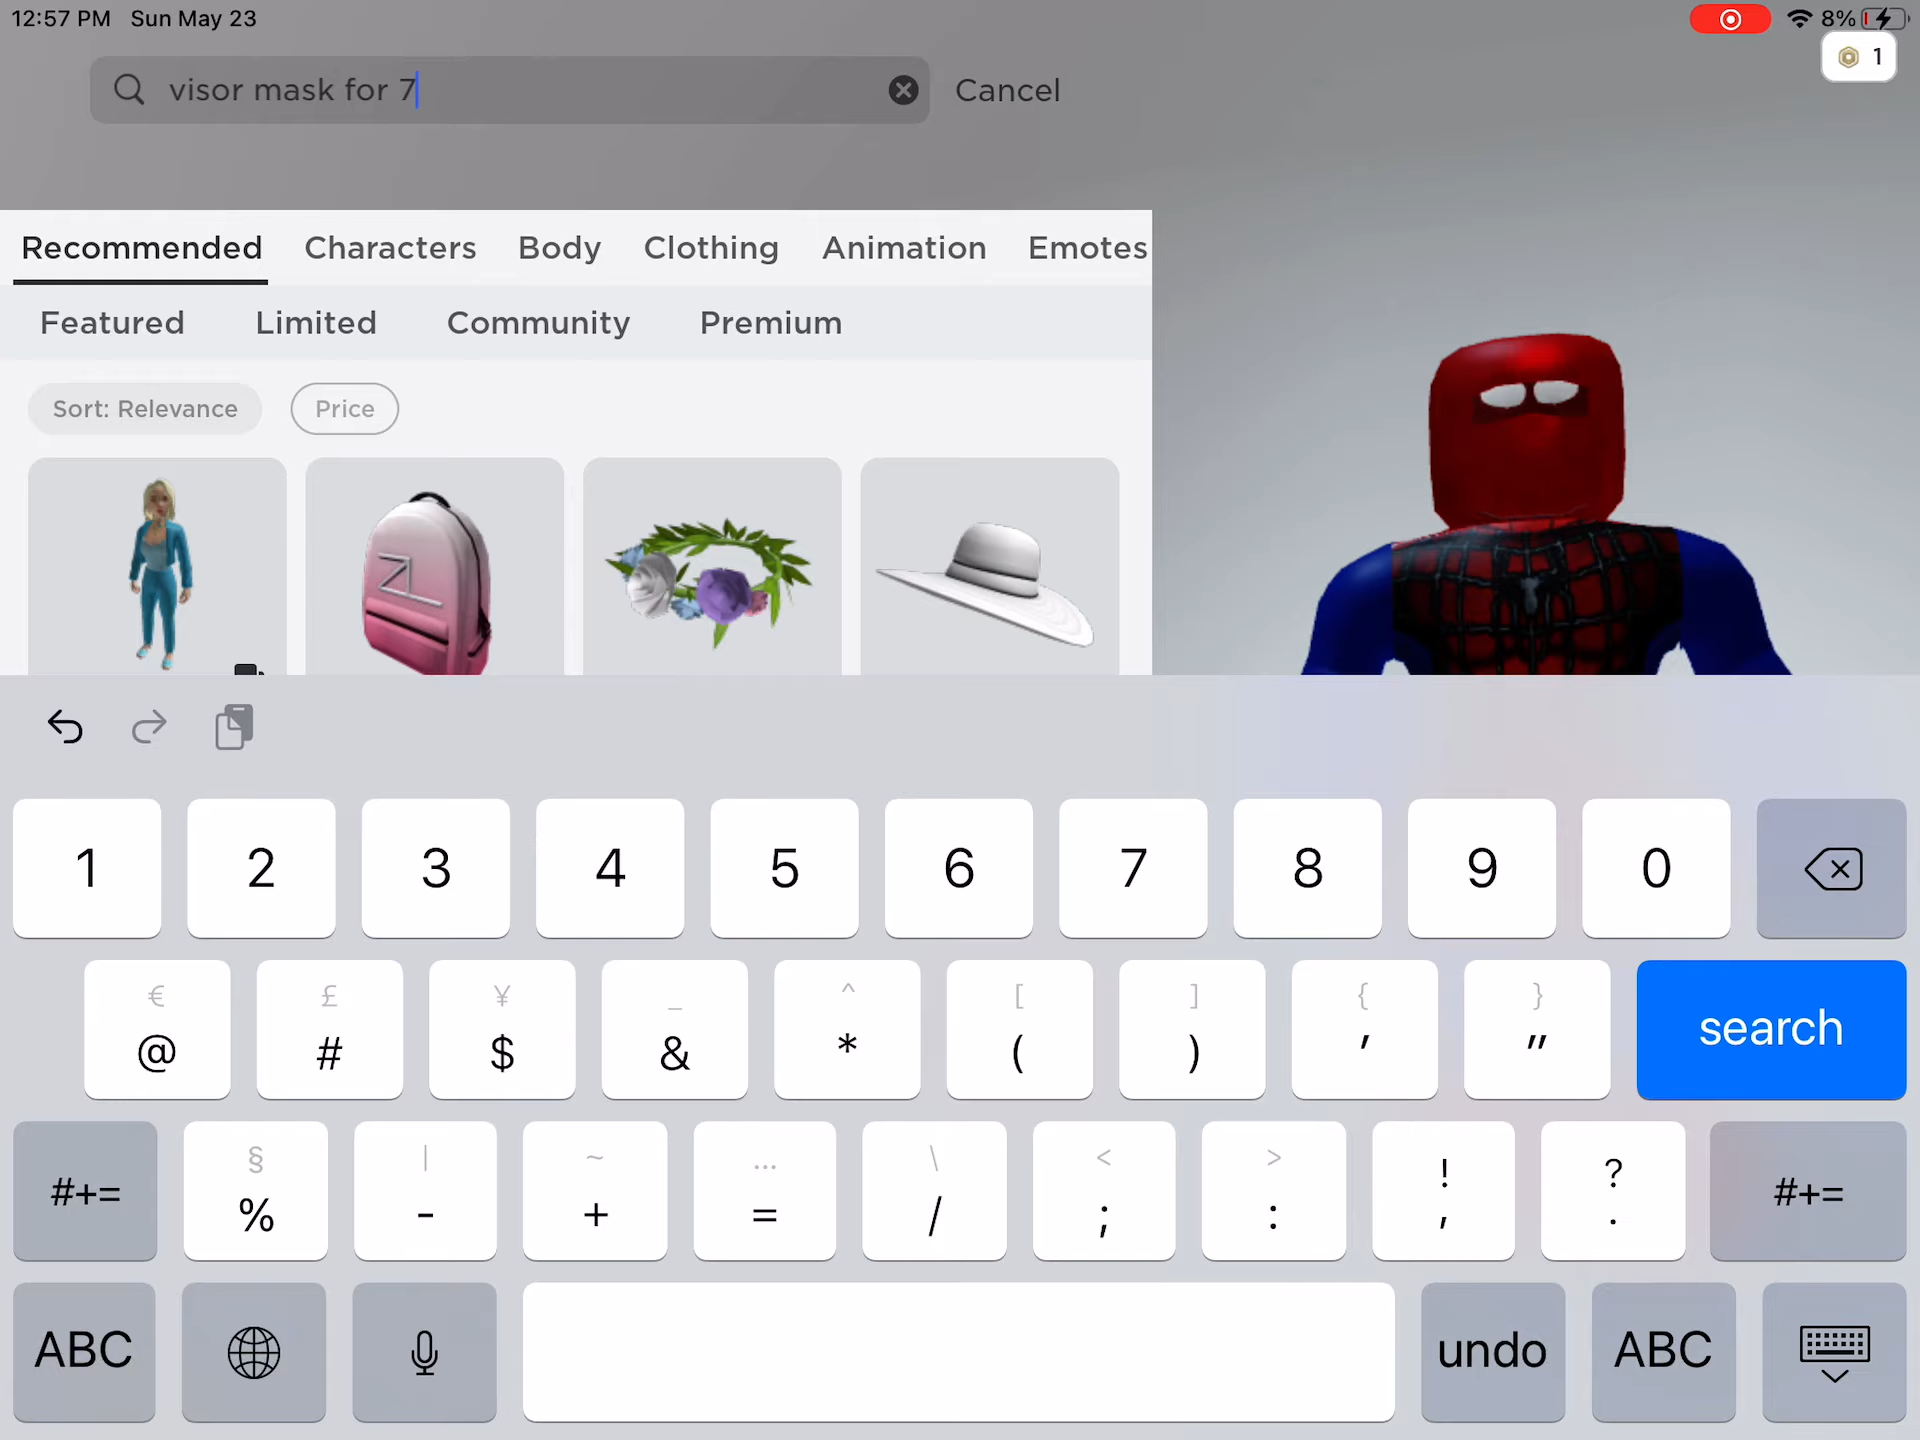 12:57 PM Sun May 23
8%
1
visor mask for 7
Cancel
Recommended Characters Body Clothing Animation Emotes
Featured Limited Community Premium
Sort: Relevance Price
ZL
1 2 3 4 5 6 7 8 9 0
€ £ ¥ _ ^ [ ] { }
@ # $ & * ( ) ' "
search
#+= § | ~ … \ < > ! ? #+=
% - + = / ; : , .
ABC undo ABC